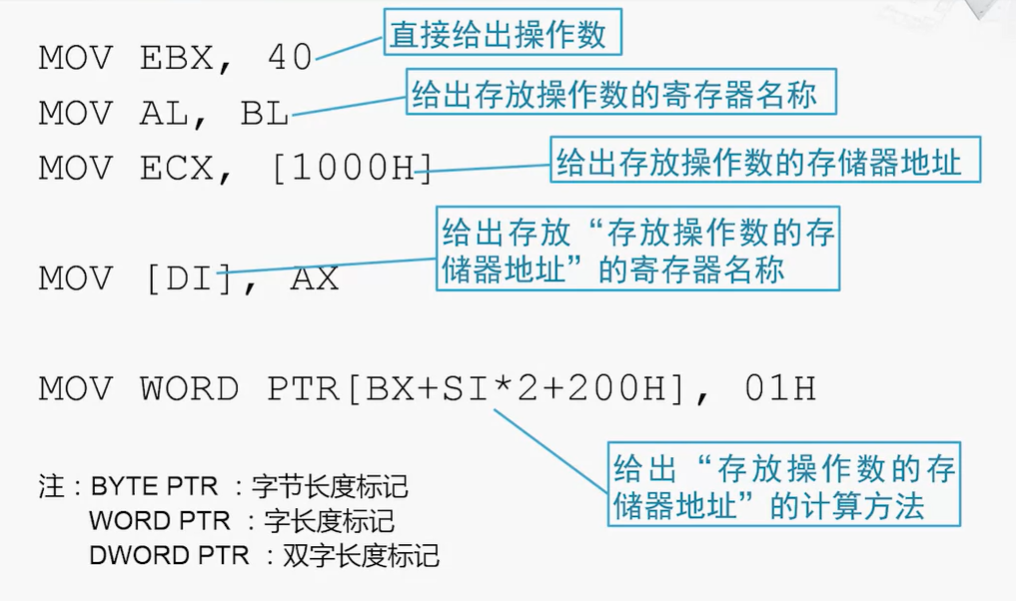 MOV EBX, 40
直接给出操作数
MOV AL, BL
给出存放操作数的寄存器名称
MOV ECX, [1000H]
给出存放操作数的存储器地址
MOV [DI], AX
给出存放“存放操作数的存
储器地址”的寄存器名称
MOV WORD PTR[BX+SI*2+200H], 01H
给出“存放操作数的存
储器地址”的计算方法
注：BYTE PTR ：字节长度标记
WORD PTR ：字长度标记
DWORD PTR ：双字长度标记